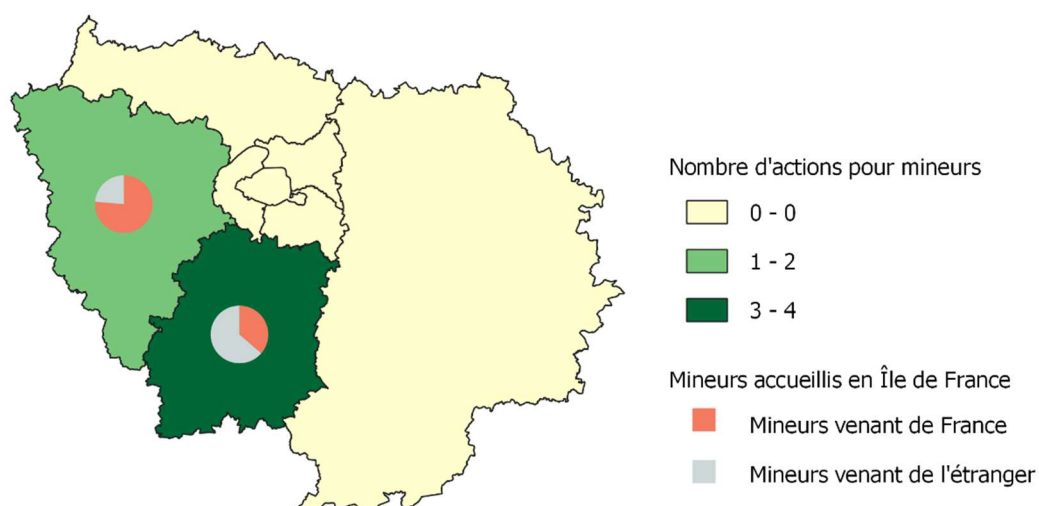 Nombre d'actions pour mineurs
0 - 0
1 - 2
3 - 4
Mineurs accueillis en Île de France
Mineurs venant de France
Mineurs venant de l'étranger